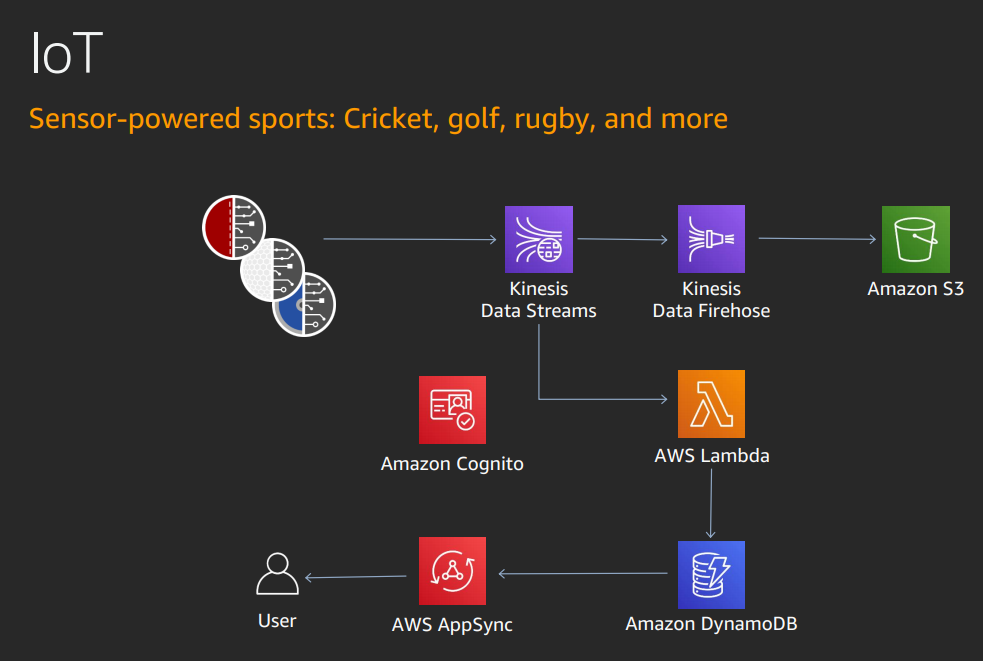 IoT
Sensor-powered sports: Cricket, golf, rugby, and more
Kinesis
Data Streams
Kinesis
Data Firehose
Amazon S3
Amazon Cognito
AWS Lambda
User
AWS AppSync
Amazon DynamoDB